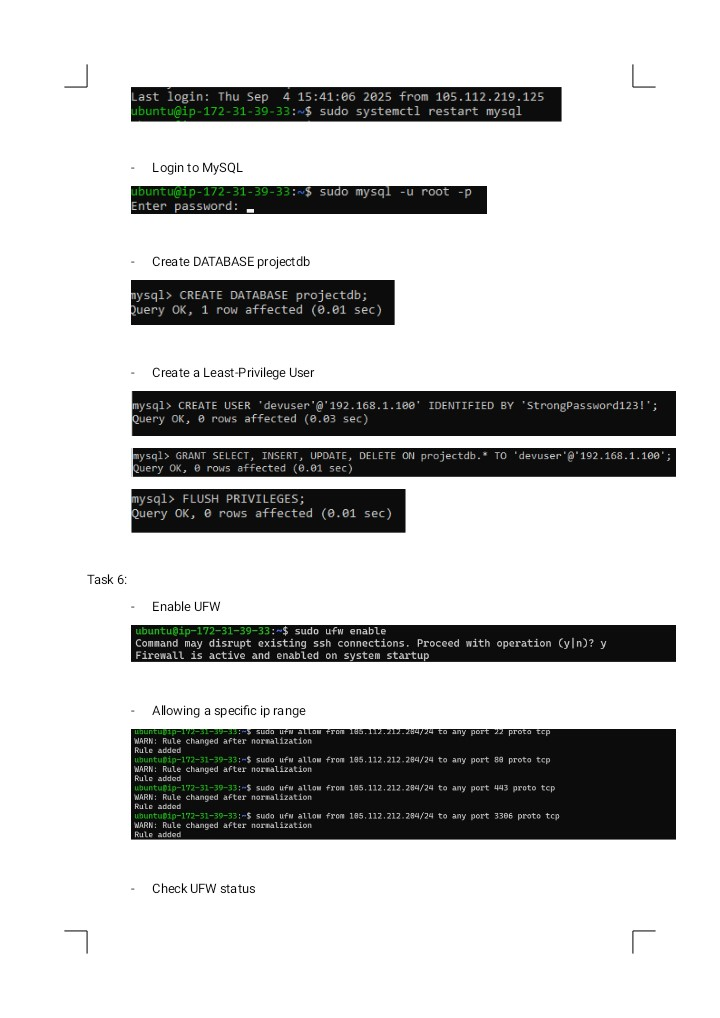 Last login: Thu Sep  4 15:41:06 2025 from 105.112.219.125
ubuntu@ip-172-31-39-33:~$ sudo systemctl restart mysql
- Login to MySQL
ubuntu@ip-172-31-39-33:~$ sudo mysql -u root -p
Enter password:
- Create DATABASE projectdb
mysql> CREATE DATABASE projectdb;
Query OK, 1 row affected (0.01 sec)
- Create a Least-Privilege User
mysql> CREATE USER 'devuser'@'192.168.1.100' IDENTIFIED BY 'StrongPassword123!';
Query OK, 0 rows affected (0.03 sec)
mysql> GRANT SELECT, INSERT, UPDATE, DELETE ON projectdb.* TO 'devuser'@'192.168.1.100';
Query OK, 0 rows affected (0.01 sec)
mysql> FLUSH PRIVILEGES;
Query OK, 0 rows affected (0.01 sec)
Task 6:
- Enable UFW
ubuntu@ip-172-31-39-33:~$ sudo ufw enable
Command may disrupt existing ssh connections. Proceed with operation (y|n)? y
Firewall is active and enabled on system startup
- Allowing a specific ip range
ubuntu@ip-172-31-39-33:~$ sudo ufw allow from 105.112.212.204/24 to any port 22 proto tcp
WARN: Rule changed after normalization
Rule added
ubuntu@ip-172-31-39-33:~$ sudo ufw allow from 105.112.212.204/24 to any port 80 proto tcp
WARN: Rule changed after normalization
Rule added
ubuntu@ip-172-31-39-33:~$ sudo ufw allow from 105.112.212.204/24 to any port 443 proto tcp
WARN: Rule changed after normalization
Rule added
ubuntu@ip-172-31-39-33:~$ sudo ufw allow from 105.112.212.204/24 to any port 3306 proto tcp
WARN: Rule changed after normalization
Rule added
- Check UFW status